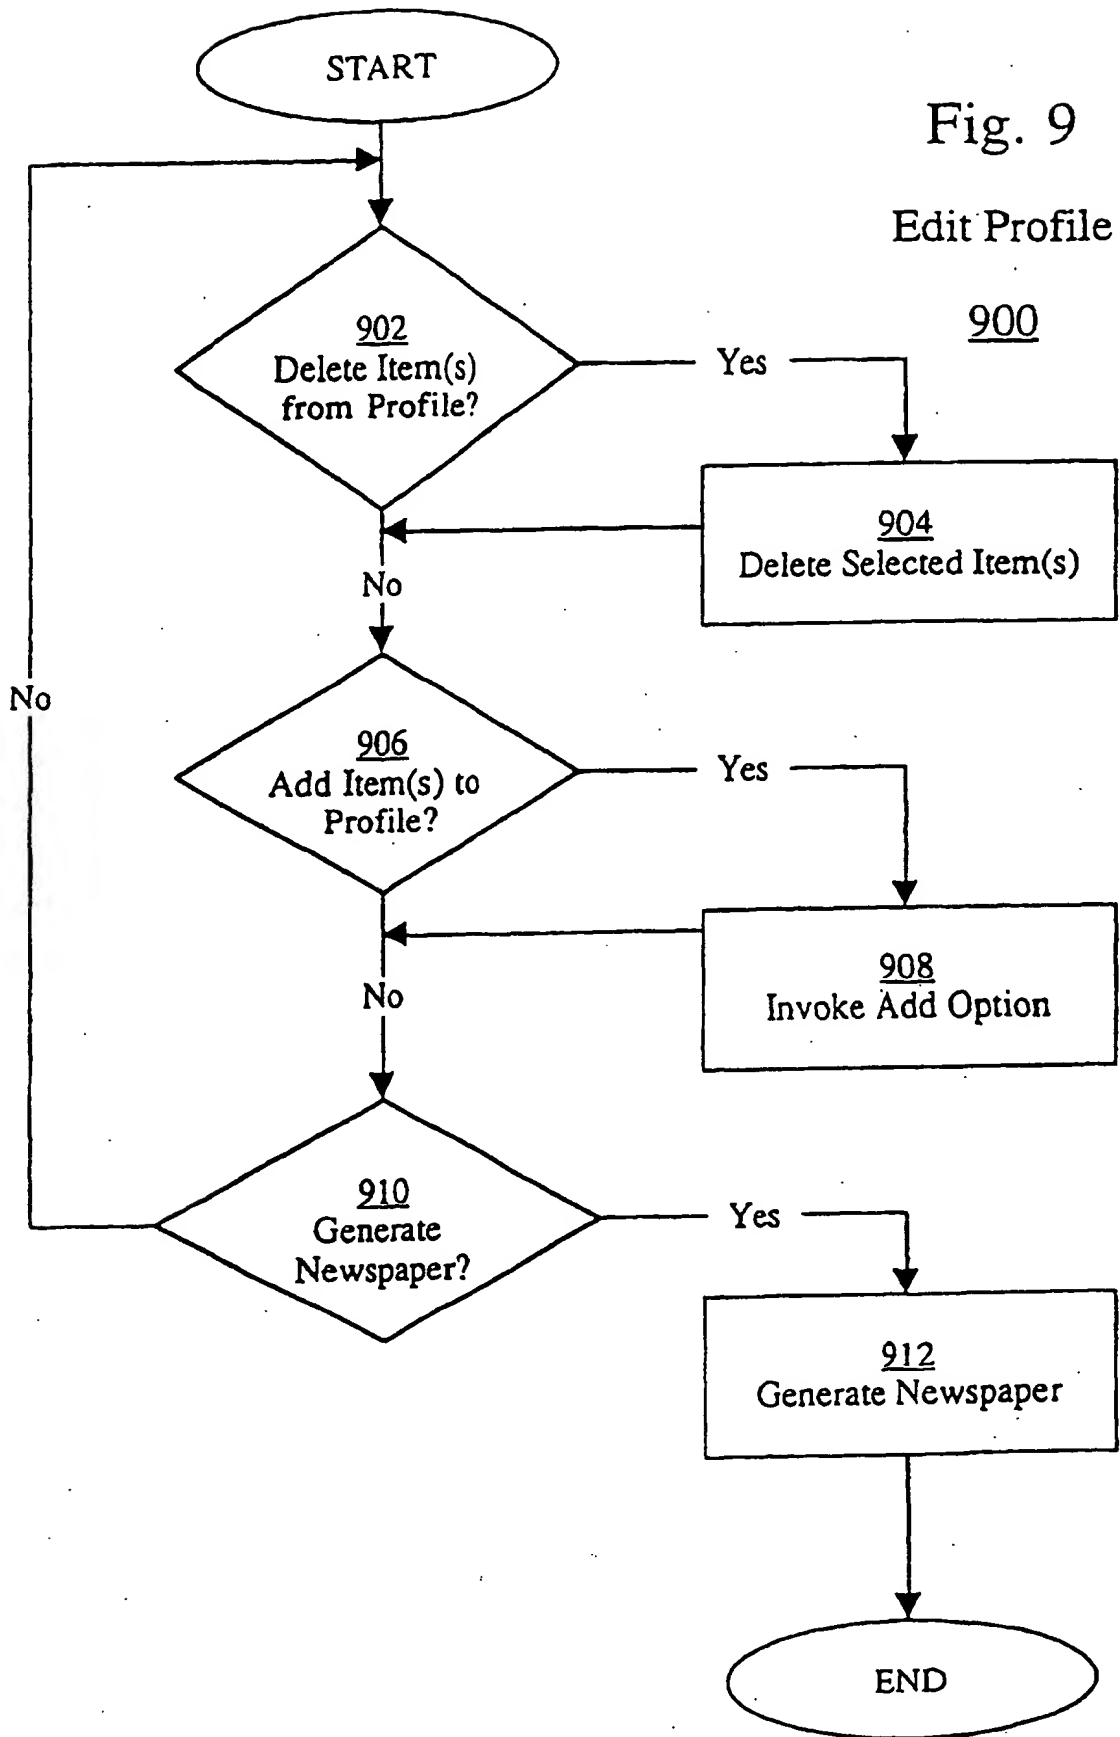 START
Fig. 9
Edit Profile
900
902
Delete Item(s)
from Profile?
Yes
904
Delete Selected Item(s)
No
No
906
Add Item(s) to
Profile?
Yes
908
Invoke Add Option
No
910
Generate
Newspaper?
Yes
912
Generate Newspaper
END